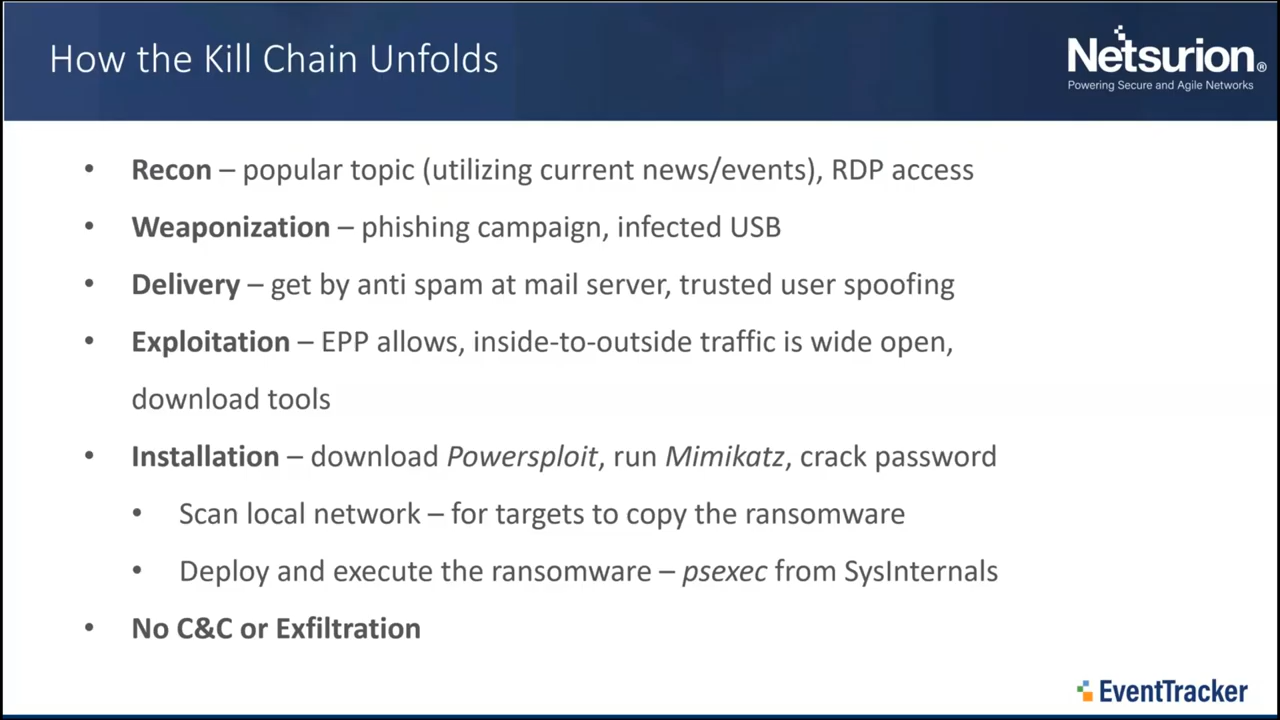 How the Kill Chain Unfolds
Netsurion®
Powering Secure and Agile Networks
• Recon – popular topic (utilizing current news/events), RDP access
• Weaponization – phishing campaign, infected USB
• Delivery – get by anti spam at mail server, trusted user spoofing
• Exploitation – EPP allows, inside-to-outside traffic is wide open,
download tools
• Installation – download Powersploit, run Mimikatz, crack password
• Scan local network – for targets to copy the ransomware
• Deploy and execute the ransomware – psexec from SysInternals
• No C&C or Exfiltration
EventTracker